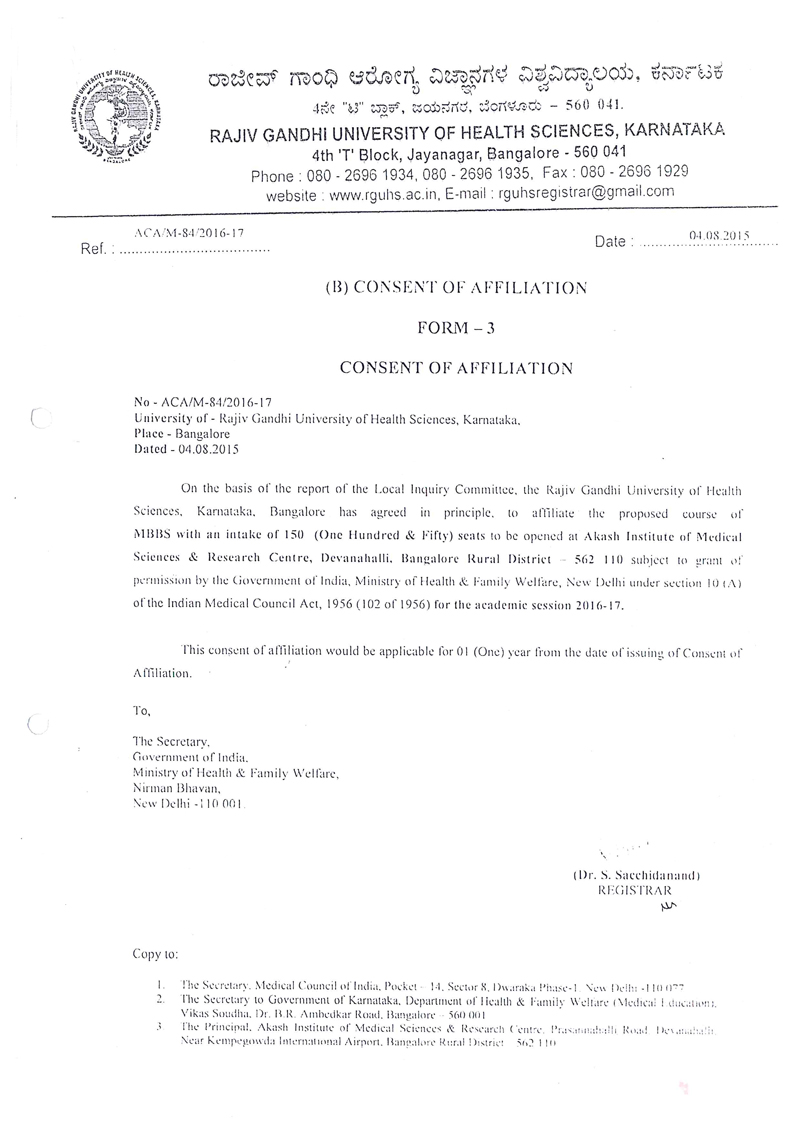 ರಾಜೀವ್ ಗಾಂಧಿ ಆರೋಗ್ಯ ವಿಜ್ಞಾನಗಳ ವಿಶ್ವವಿದ್ಯಾಲಯ, ಕರ್ನಾಟಕ
4ನೇ "ಟಿ" ಬ್ಲಾಕ್, ಜಯನಗರ, ಬೆಂಗಳೂರು – 560 041.
RAJIV GANDHI UNIVERSITY OF HEALTH SCIENCES, KARNATAKA
4th 'T' Block, Jayanagar, Bangalore - 560 041
Phone : 080 - 2696 1934, 080 - 2696 1935, Fax : 080 - 2696 1929
website : www.rguhs.ac.in, E-mail : rguhsregistrar@gmail.com
Ref. : ACA/M-84/2016-17
Date : 04.08.2015
(B) CONSENT OF AFFILIATION
FORM – 3
CONSENT OF AFFILIATION
No - ACA/M-84/2016-17
University of - Rajiv Gandhi University of Health Sciences, Karnataka,
Place - Bangalore
Dated - 04.08.2015
On the basis of the report of the Local Inquiry Committee, the Rajiv Gandhi University of Health
Sciences, Karnataka, Bangalore has agreed in principle, to affiliate the proposed course of
MBBS with an intake of 150 (One Hundred & Fifty) seats to be opened at Akash Institute of Medical
Sciences & Research Centre, Devanahalli, Bangalore Rural District – 562 110 subject to grant of
permission by the Government of India, Ministry of Health & Family Welfare, New Delhi under section 10 (A)
of the Indian Medical Council Act, 1956 (102 of 1956) for the academic session 2016-17.
This consent of affiliation would be applicable for 01 (One) year from the date of issuing of Consent of
Affiliation.
To,
The Secretary,
Government of India,
Ministry of Health & Family Welfare,
Nirman Bhavan,
New Delhi -110 001.
(Dr. S. Sacchidanand)
REGISTRAR
Copy to:
1. The Secretary, Medical Council of India, Pocket – 14, Sector 8, Dwaraka Phase-1, New Delhi -110 077
2. The Secretary to Government of Karnataka, Department of Health & Family Welfare (Medical Education),
Vikas Soudha, Dr. B.R. Ambedkar Road, Bangalore – 560 001
3. The Principal, Akash Institute of Medical Sciences & Research Centre, Prasannahalli Road, Devanahalli,
Near Kempegowda International Airport, Bangalore Rural District – 562 110